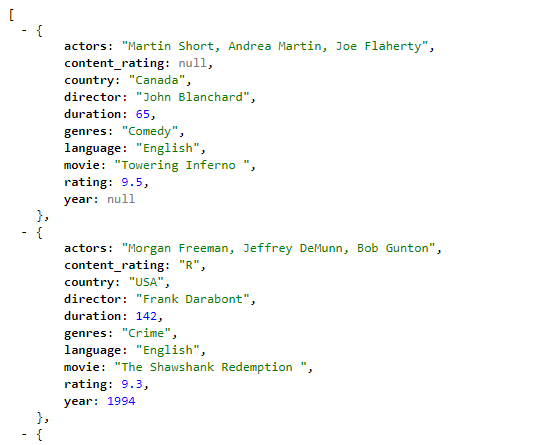 [
- {
actors: "Martin Short, Andrea Martin, Joe Flaherty",
content_rating: null,
country: "Canada",
director: "John Blanchard",
duration: 65,
genres: "Comedy",
language: "English",
movie: "Towering Inferno ",
rating: 9.5,
year: null
},
- {
actors: "Morgan Freeman, Jeffrey DeMunn, Bob Gunton",
content_rating: "R",
country: "USA",
director: "Frank Darabont",
duration: 142,
genres: "Crime",
language: "English",
movie: "The Shawshank Redemption ",
rating: 9.3,
year: 1994
},
- {